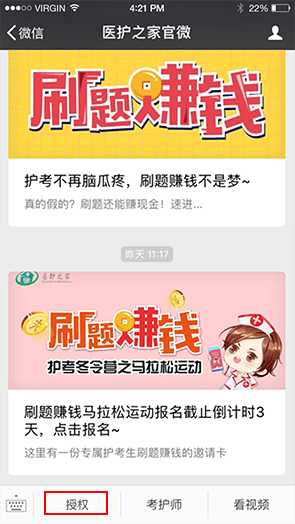 VIRGIN 4:21 PM 22%
微信 医护之家官微
刷题赚钱
护考不再脑瓜疼，刷题赚钱不是梦~
真的假的？刷题还能赚现金！速进...
昨天 11:17
医护之家
刷题赚钱
护考冬令营之马拉松运动
刷题赚钱马拉松运动报名截止倒计时3
天，点击报名~
这里有一份专属护考生刷题赚钱的邀请卡
授权 考护师 看视频